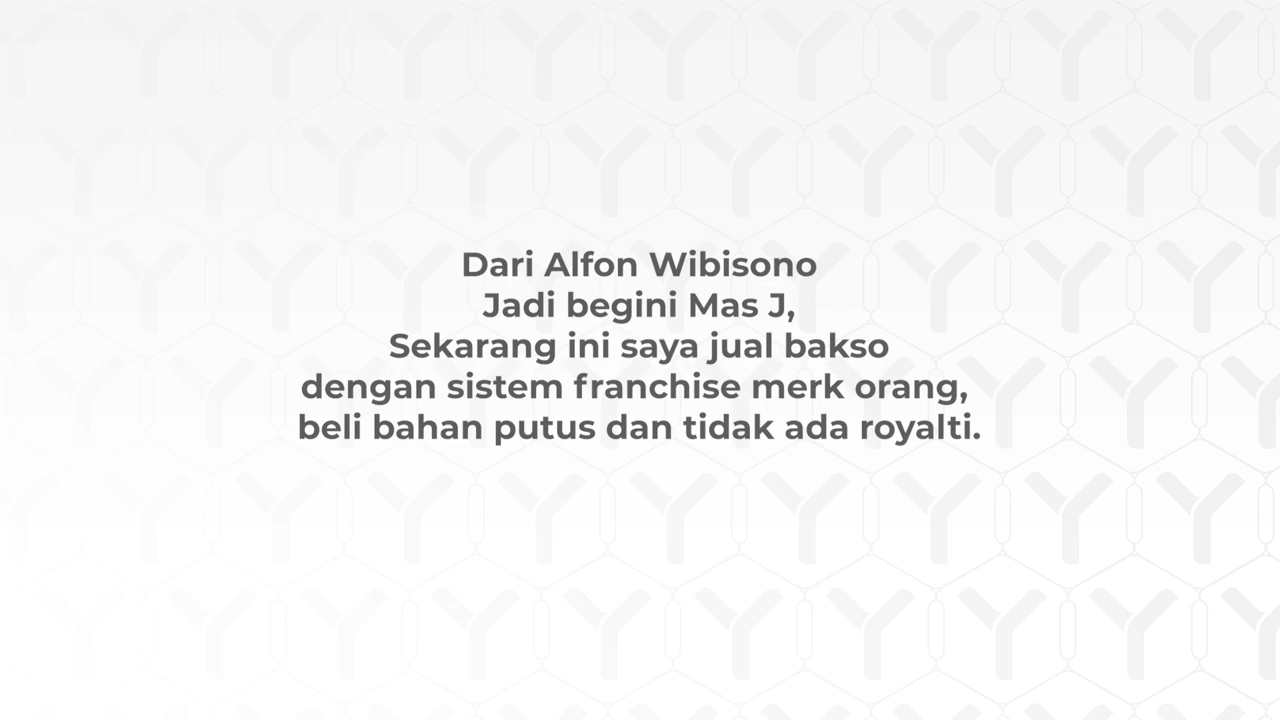 Dari Alfon Wibisono
Jadi begini Mas J,
Sekarang ini saya jual bakso
dengan sistem franchise merk orang,
beli bahan putus dan tidak ada royalti.